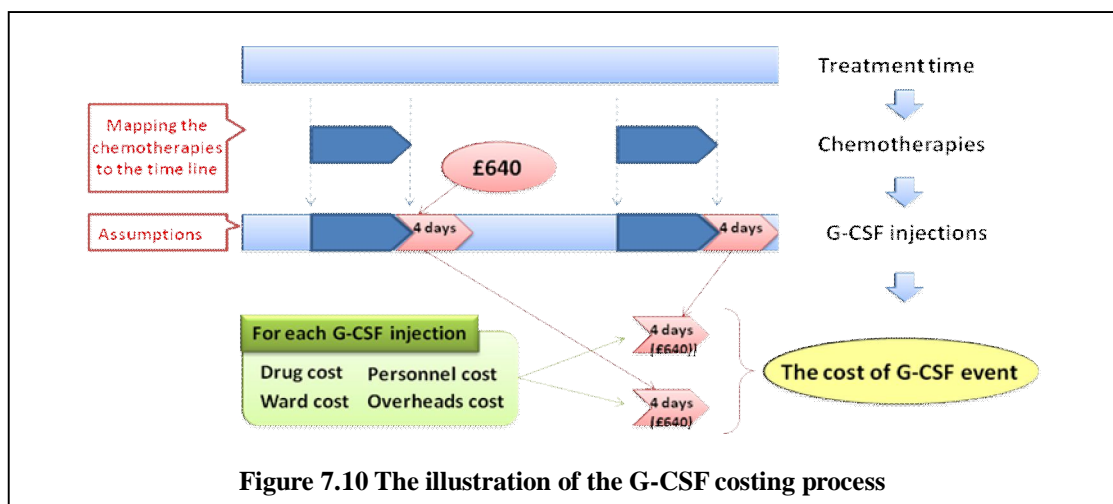 Treatment time
Mapping the
chemotherapies
to the time line
Chemotherapies
£640
Assumptions
4 days
4 days
G-CSF injections
For each G-CSF injection
Drug cost Personnel cost
Ward cost Overheads cost
4 days
(£640)]
4 days
(£640)
The cost of G-CSF event
Figure 7.10 The illustration of the G-CSF costing process